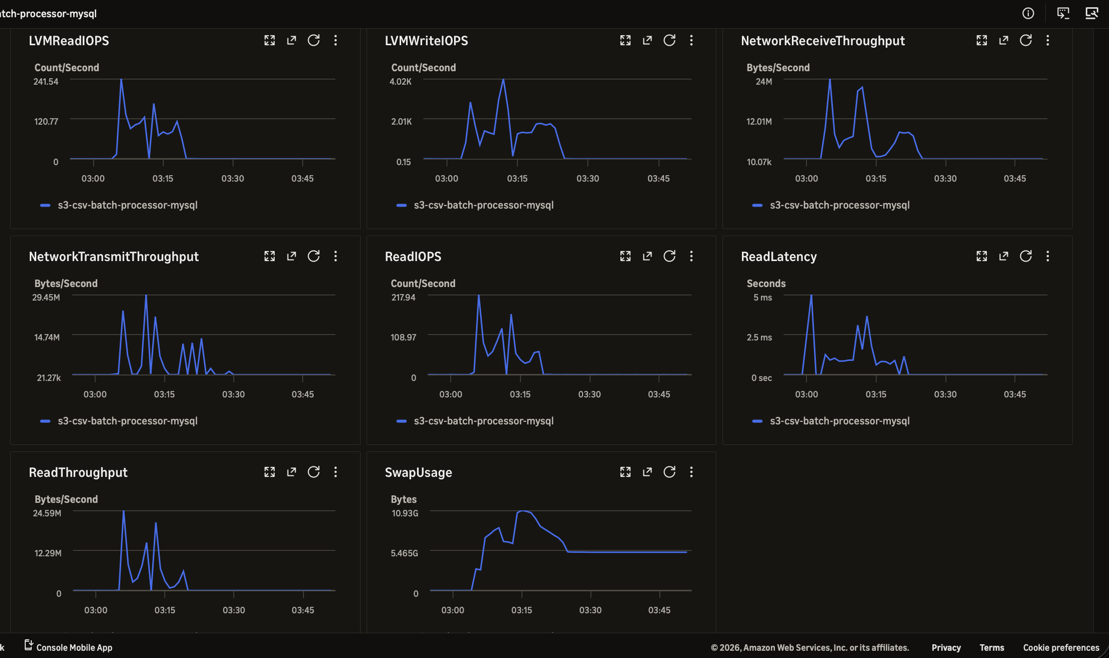 atch-processor-mysql
LVMReadIOPS
Count/Second
241.54
120.77
0
03:00 03:15 03:30 03:45
s3-csv-batch-processor-mysql
LVMWriteIOPS
Count/Second
4.02K
2.01K
0.15
03:00 03:15 03:30 03:45
s3-csv-batch-processor-mysql
NetworkReceiveThroughput
Bytes/Second
24M
12.01M
10.07k
03:00 03:15 03:30 03:45
s3-csv-batch-processor-mysql
NetworkTransmitThroughput
Bytes/Second
29.45M
14.74M
21.27k
03:00 03:15 03:30 03:45
s3-csv-batch-processor-mysql
ReadIOPS
Count/Second
217.94
108.97
0
03:00 03:15 03:30 03:45
s3-csv-batch-processor-mysql
ReadLatency
Seconds
5 ms
2.5 ms
0 sec
03:00 03:15 03:30 03:45
s3-csv-batch-processor-mysql
ReadThroughput
Bytes/Second
24.59M
12.29M
0
03:00 03:15 03:30 03:45
SwapUsage
Bytes
10.93G
5.465G
0
03:00 03:15 03:30 03:45
k Console Mobile App © 2026, Amazon Web Services, Inc. or its affiliates. Privacy Terms Cookie preferences